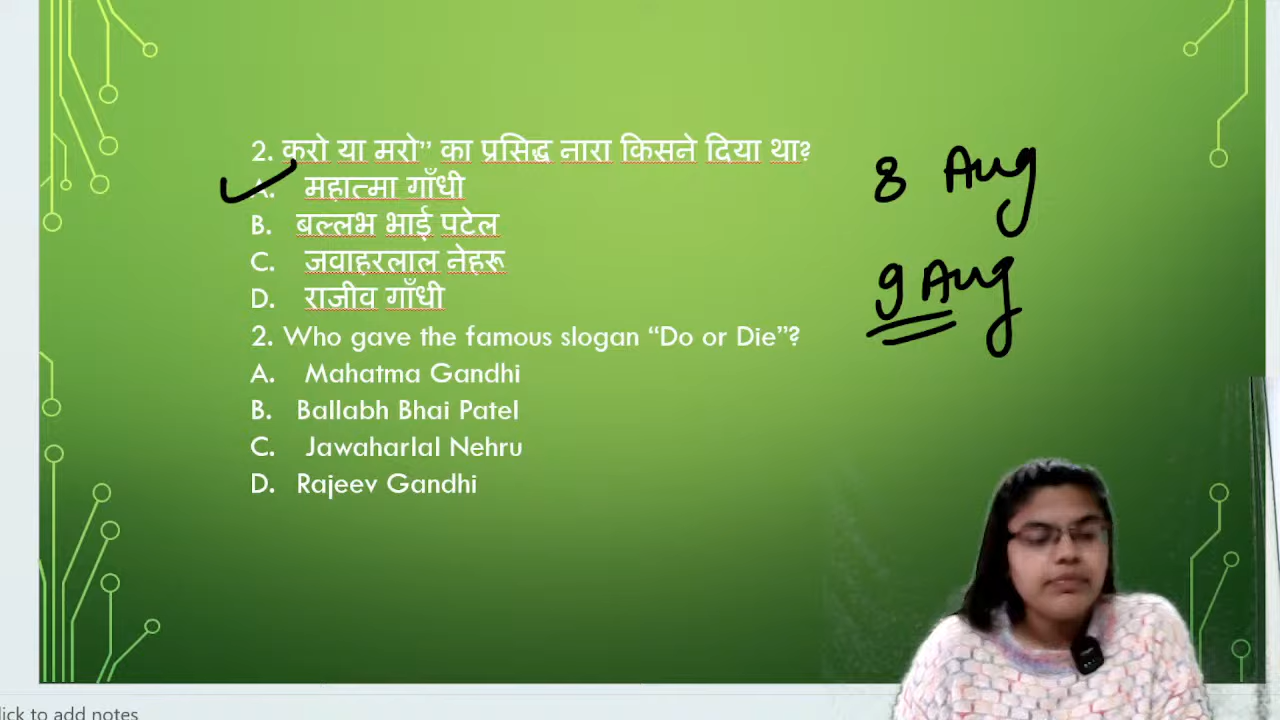 2. करो या मरो” का प्रसिद्ध नारा किसने दिया था?
A. महात्मा गाँधी
B. बल्लभ भाई पटेल
C. जवाहरलाल नेहरू
D. राजीव गाँधी
2. Who gave the famous slogan “Do or Die”?
A. Mahatma Gandhi
B. Ballabh Bhai Patel
C. Jawaharlal Nehru
D. Rajeev Gandhi
8 Aug
9 Aug
lick to add notes